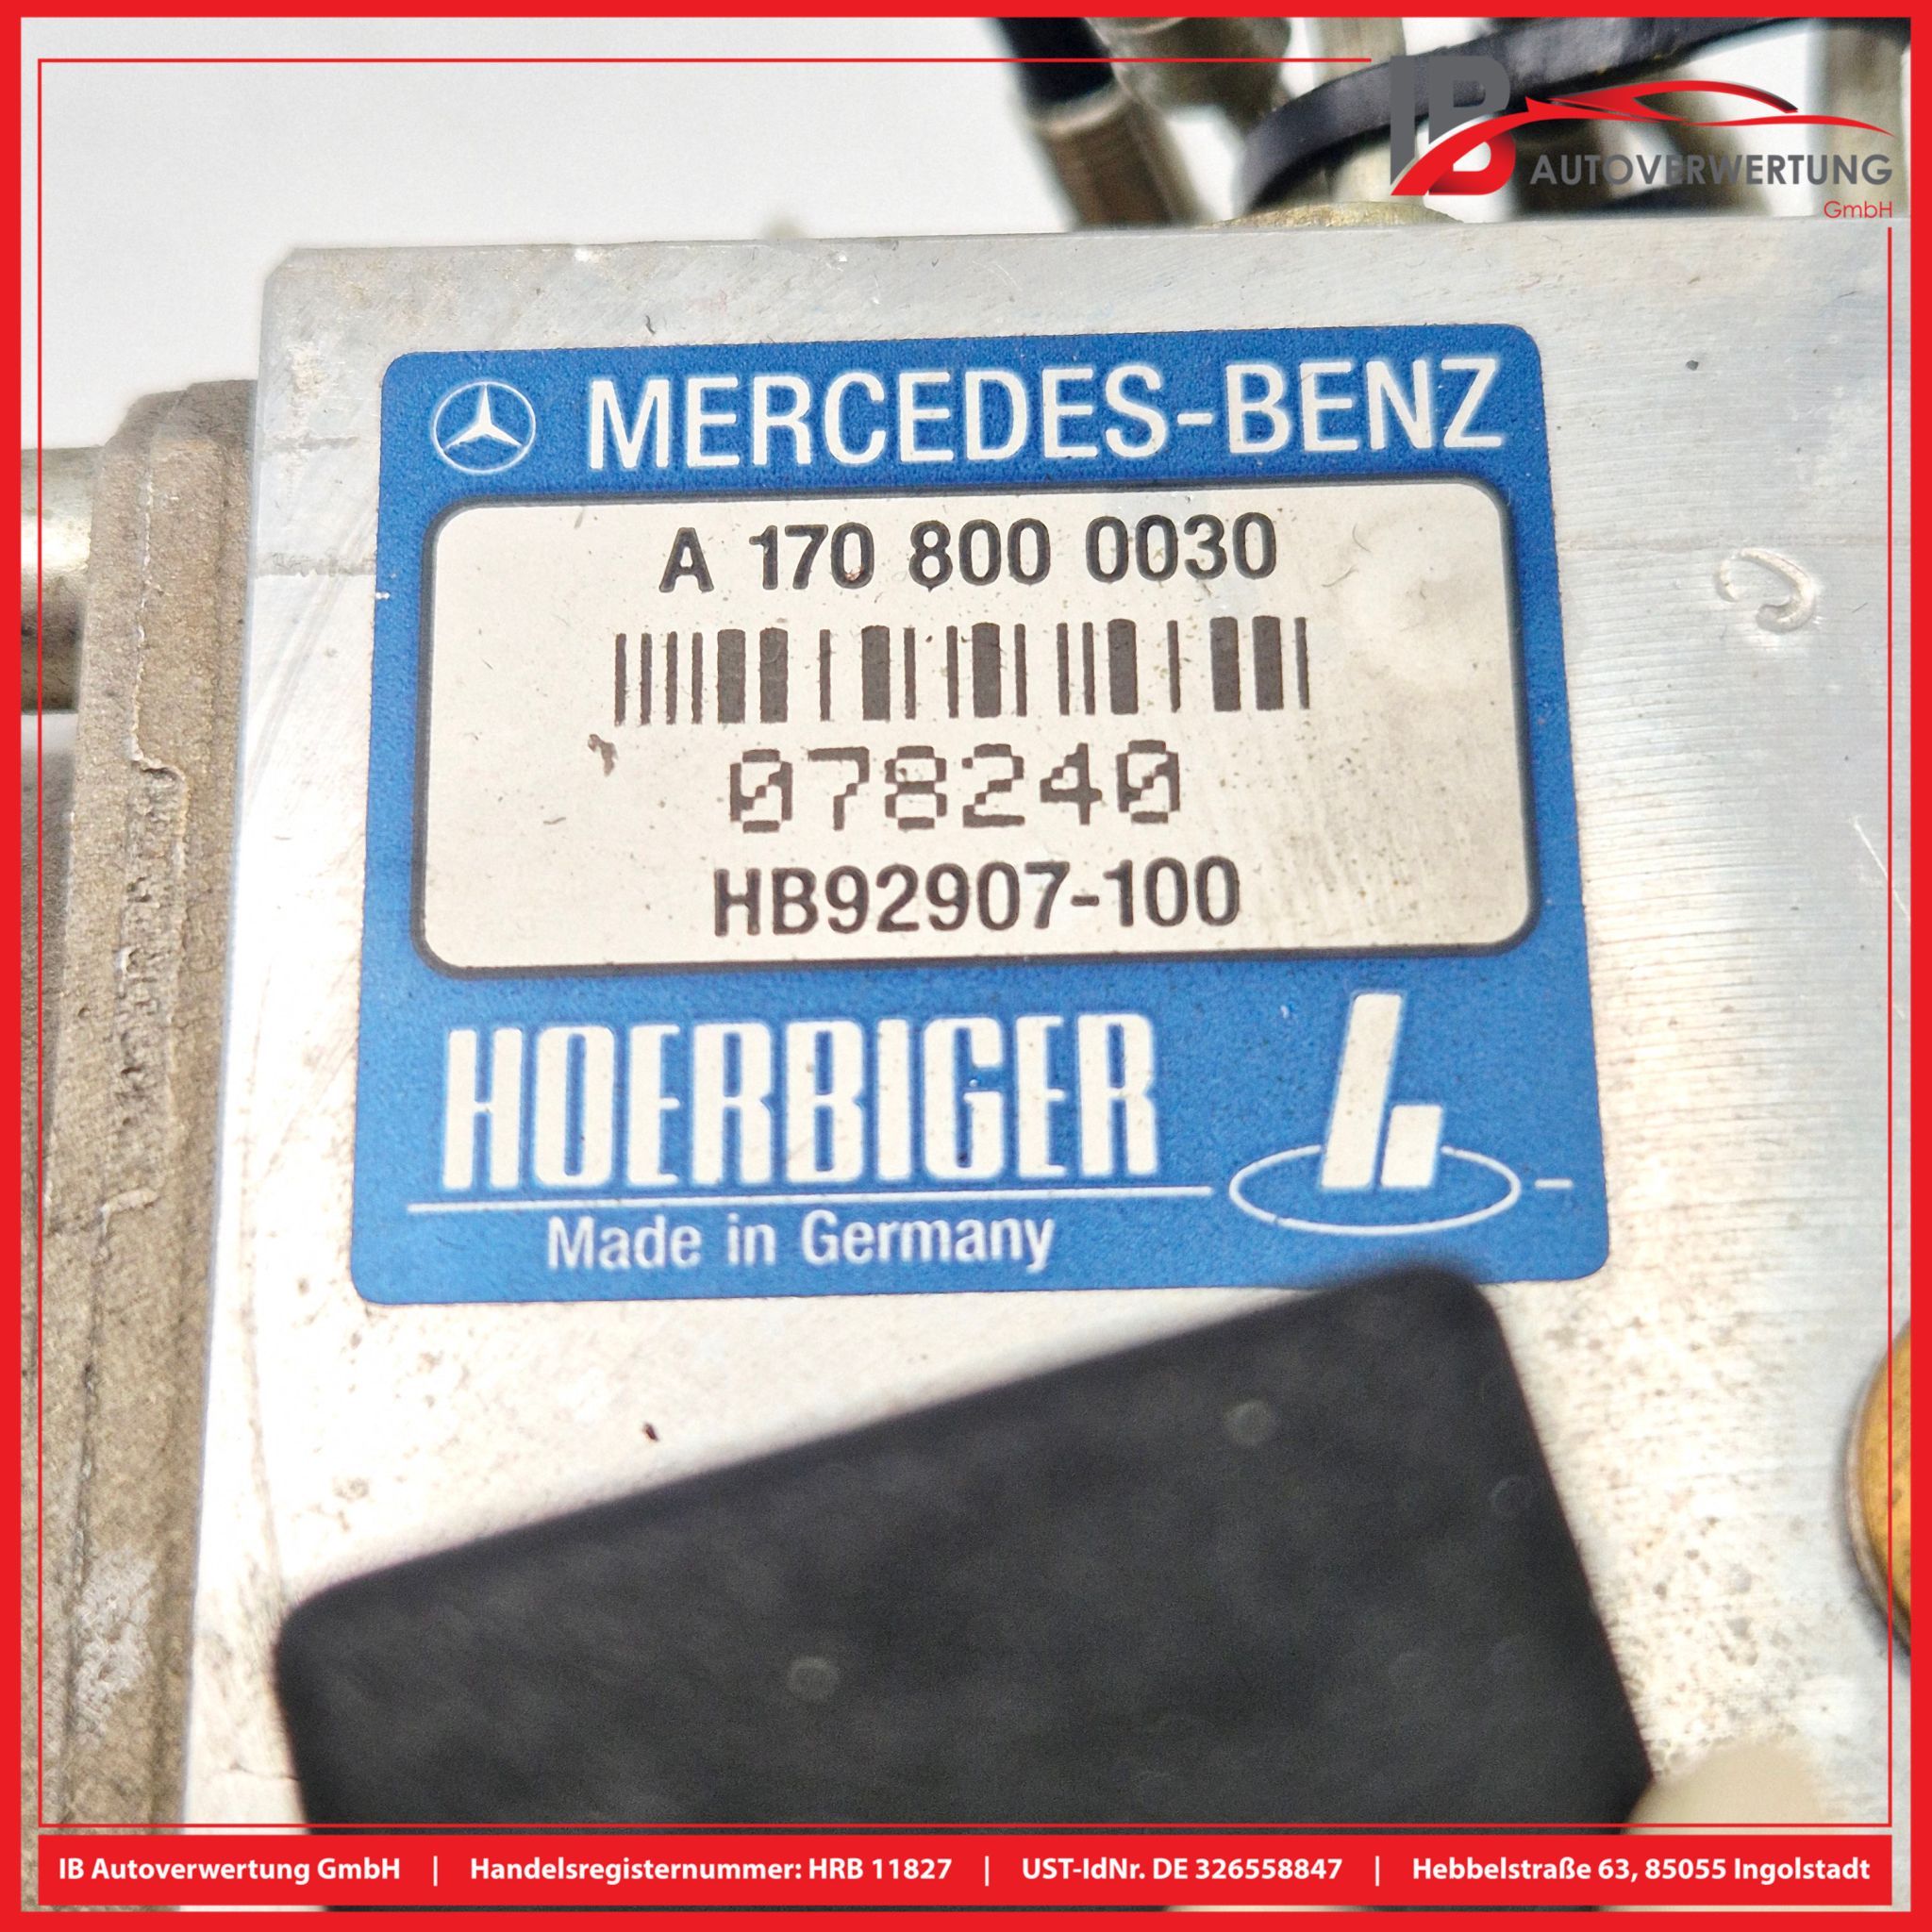 IB
AUTOVERWERTUNG
GmbH
MERCEDES-BENZ
A 170 800 0030
078240
HB92907-100
HOERBIGER
Made in Germany
IB Autoverwertung GmbH | Handelsregisternummer: HRB 11827 | UST-IdNr. DE 326558847 | Hebbelstraße 63, 85055 Ingolstadt